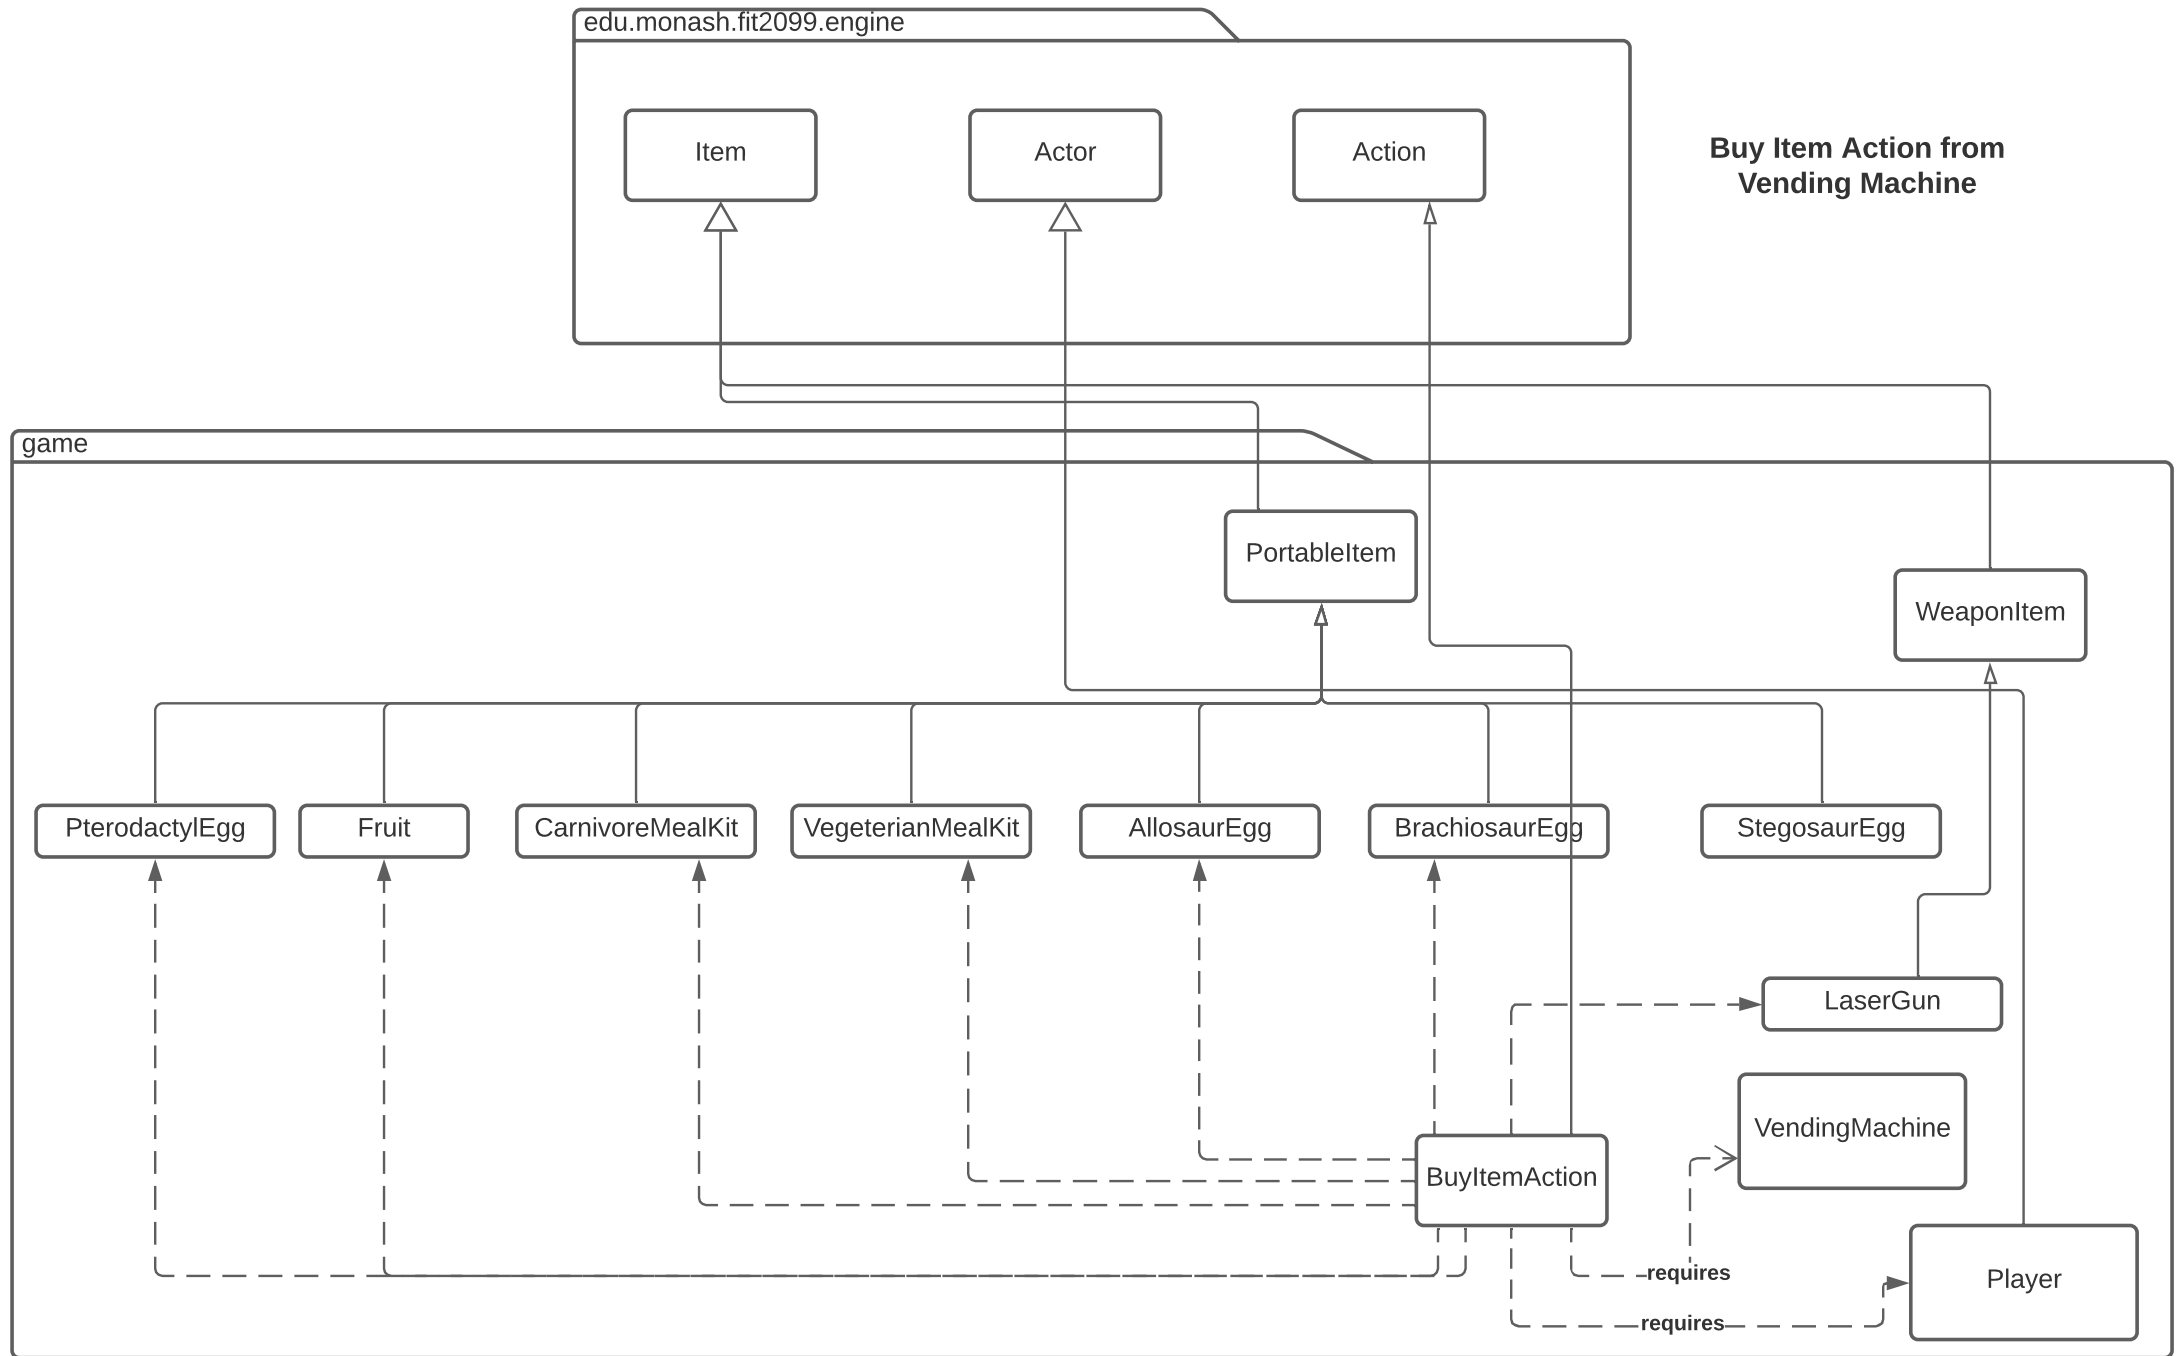 edu.monash.fit2099.engine
Item
Actor
Action
Buy Item Action from
Vending Machine
game
PortableItem
WeaponItem
PterodactylEgg
Fruit
CarnivoreMealKit
VegeterianMealKit
AllosaurEgg
BrachiosaurEgg
StegosaurEgg
LaserGun
VendingMachine
BuyItemAction
requires
Player
requires